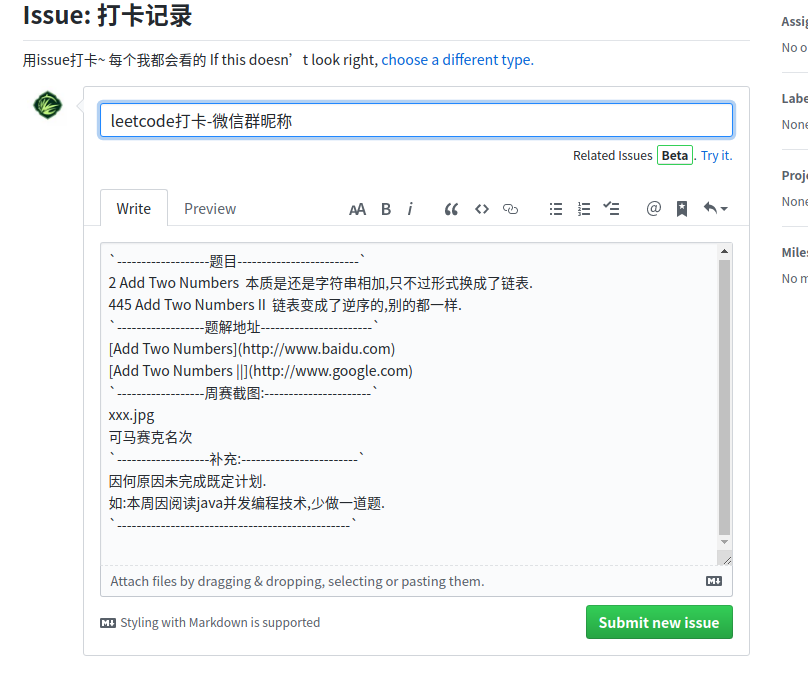 Issue: 打卡记录
用issue打卡~ 每个我都会看的 If this doesn’t look right, choose a different type.
leetcode打卡-微信群昵称
Related Issues Beta . Try it.
Write Preview AA B i
`-------------------题目-------------------------`
2 Add Two Numbers 本质是还是字符串相加,只不过形式换成了链表.
445 Add Two Numbers II 链表变成了逆序的,别的都一样.
`------------------题解地址-----------------------`
[Add Two Numbers](http://www.baidu.com)
[Add Two Numbers ||](http://www.google.com)
`------------------周赛截图:----------------------`
xxx.jpg
可马赛克名次
`-------------------补充:------------------------`
因何原因未完成既定计划.
如:本周因阅读java并发编程技术,少做一道题.
`------------------------------------------------`
Attach files by dragging & dropping, selecting or pasting them.
Styling with Markdown is supported
Submit new issue
Assig
No o
Labe
None
Proje
None
Miles
No m